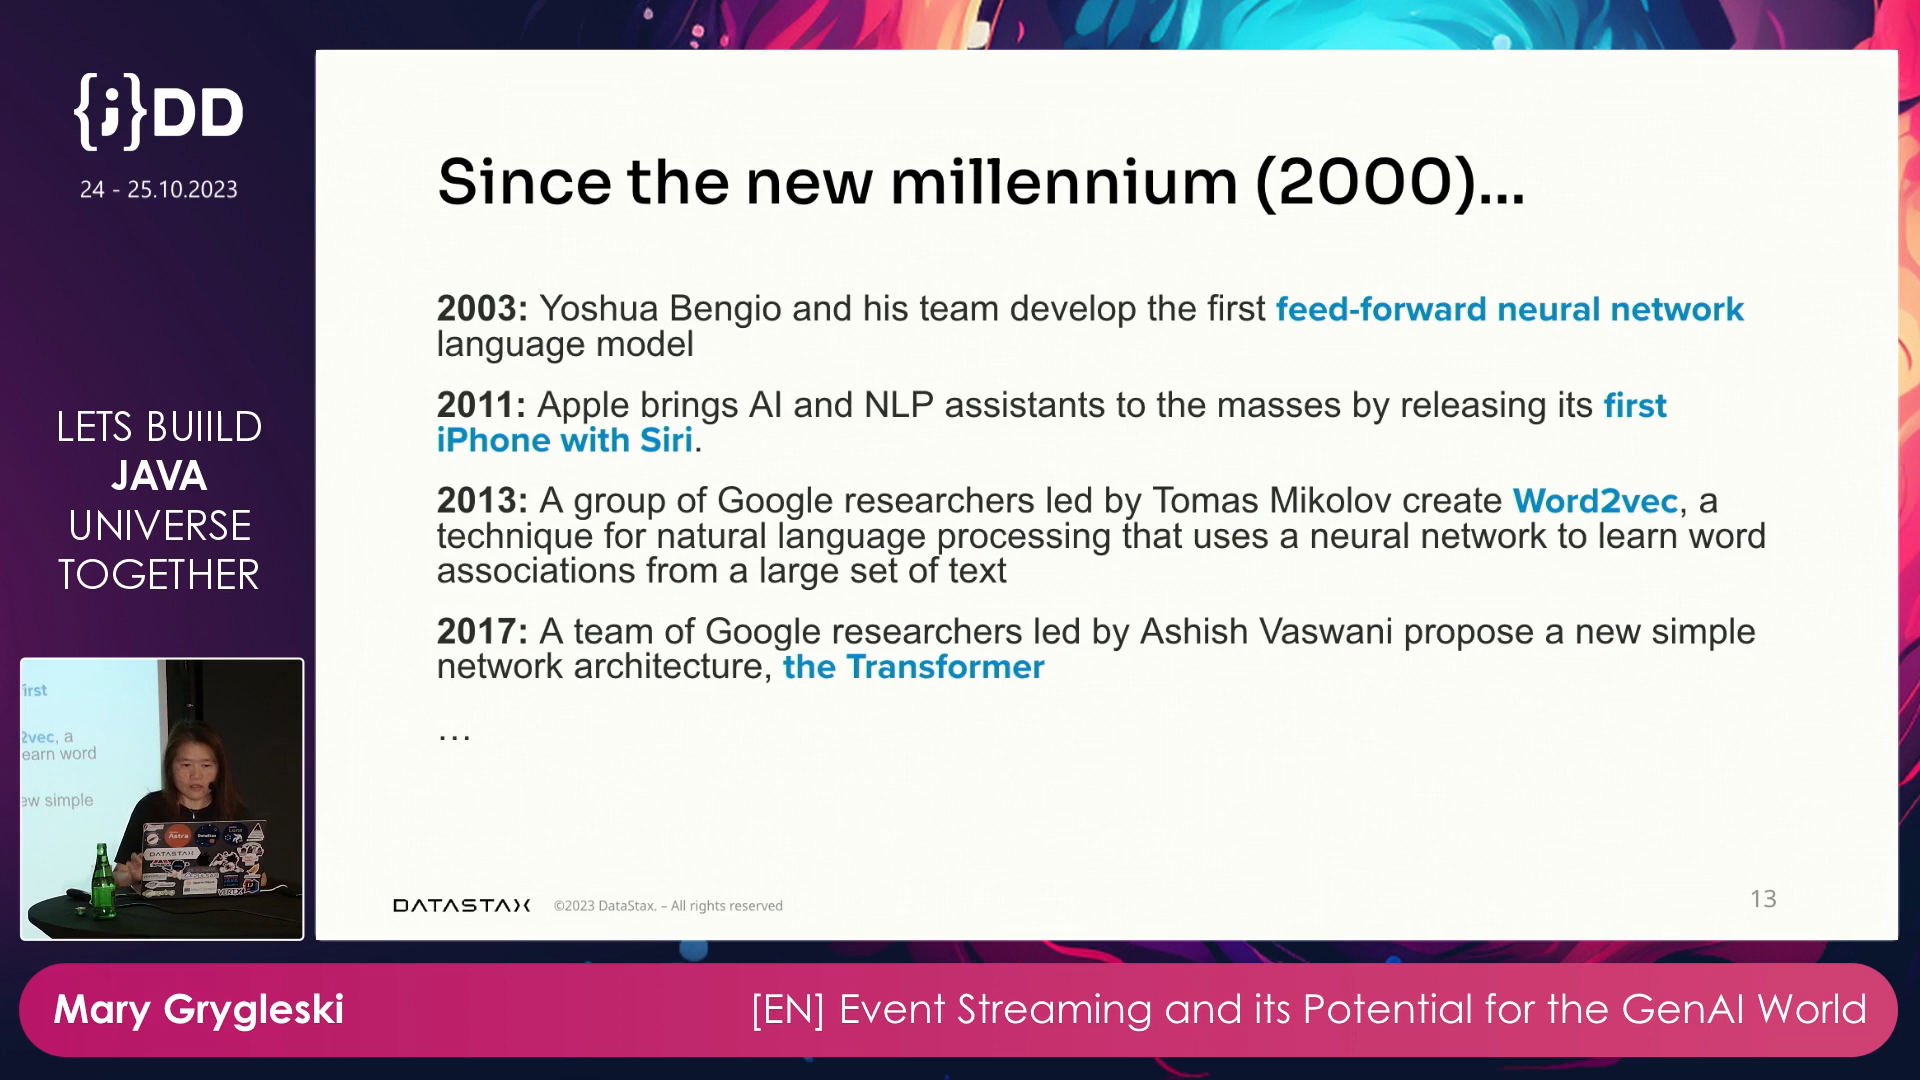 {j}DD
24 - 25.10.2023
LETS BUIILD
JAVA
UNIVERSE
TOGETHER
Since the new millennium (2000)...
2003: Yoshua Bengio and his team develop the first feed-forward neural network
language model
2011: Apple brings AI and NLP assistants to the masses by releasing its first
iPhone with Siri.
2013: A group of Google researchers led by Tomas Mikolov create Word2vec, a
technique for natural language processing that uses a neural network to learn word
associations from a large set of text
2017: A team of Google researchers led by Ashish Vaswani propose a new simple
network architecture, the Transformer
...
DATASTAX ©2023 DataStax. – All rights reserved
13
irst
2vec, a
earn word
ew simple
Astra
DATASTAX
Mary Grygleski
[EN] Event Streaming and its Potential for the GenAI World